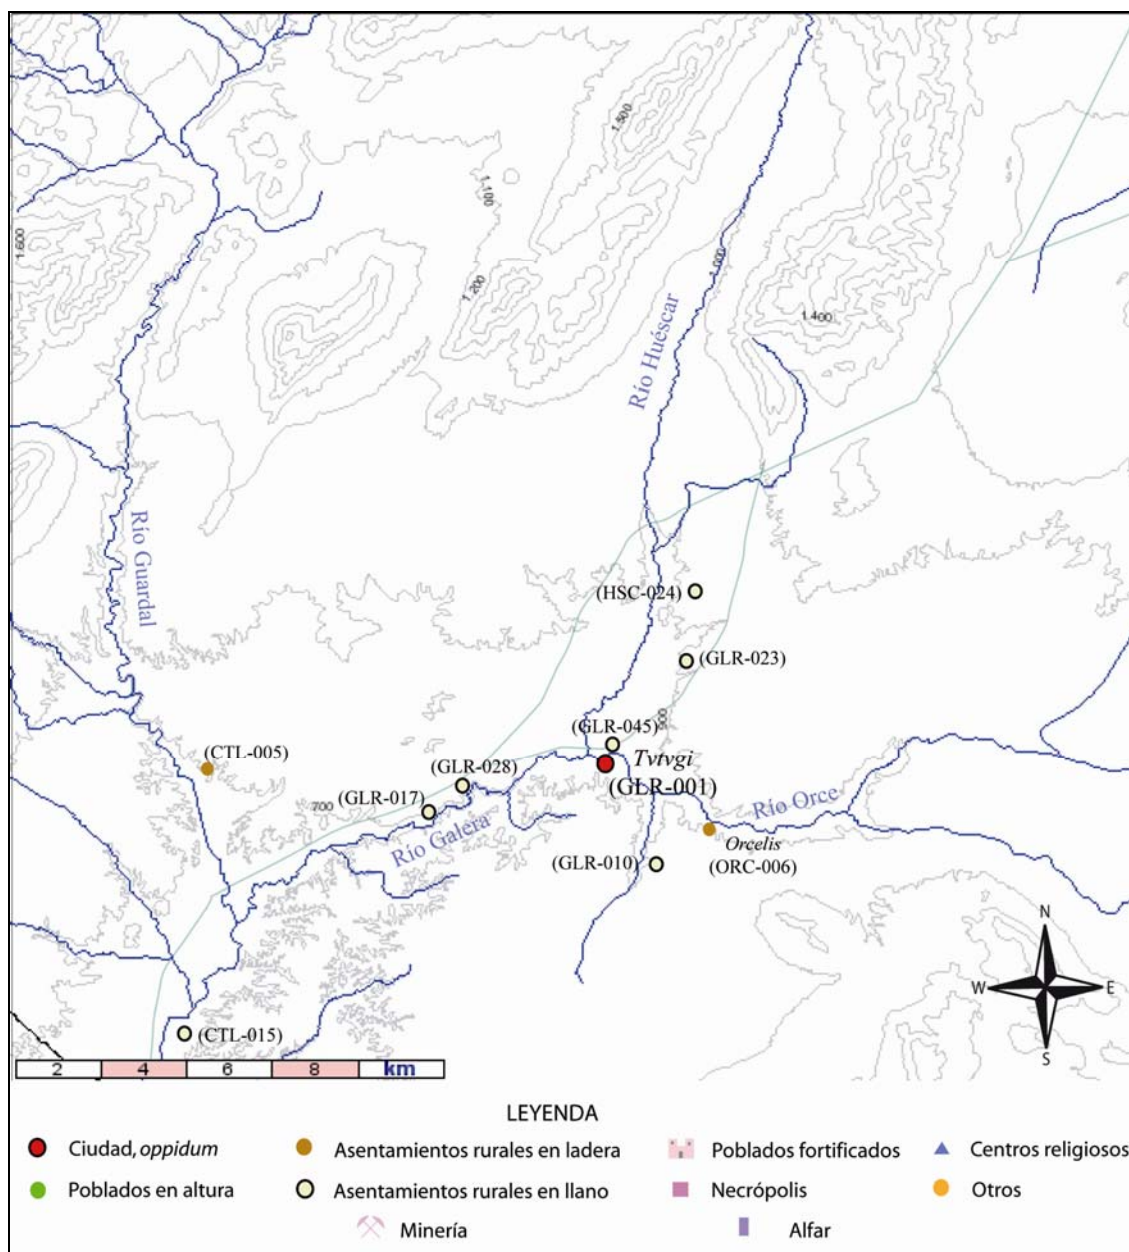 1.500
1.100
1.600
1.000
1.200
1.400
Río Huéscar
Río Guardal
(HSC-024)
(GLR-023)
900
(GLR-045)
(CTL-005)
Tvtvgi
(GLR-001)
(GLR-028)
700
(GLR-017)
Río Galera
Río Orce
Orcelis
(ORC-006)
(GLR-010)
N
W
E
S
(CTL-015)
2 4 6 8 km
LEYENDA
Ciudad, oppidum
Asentamientos rurales en ladera
Poblados fortificados
Centros religiosos
Poblados en altura
Asentamientos rurales en llano
Necrópolis
Otros
Minería
Alfar